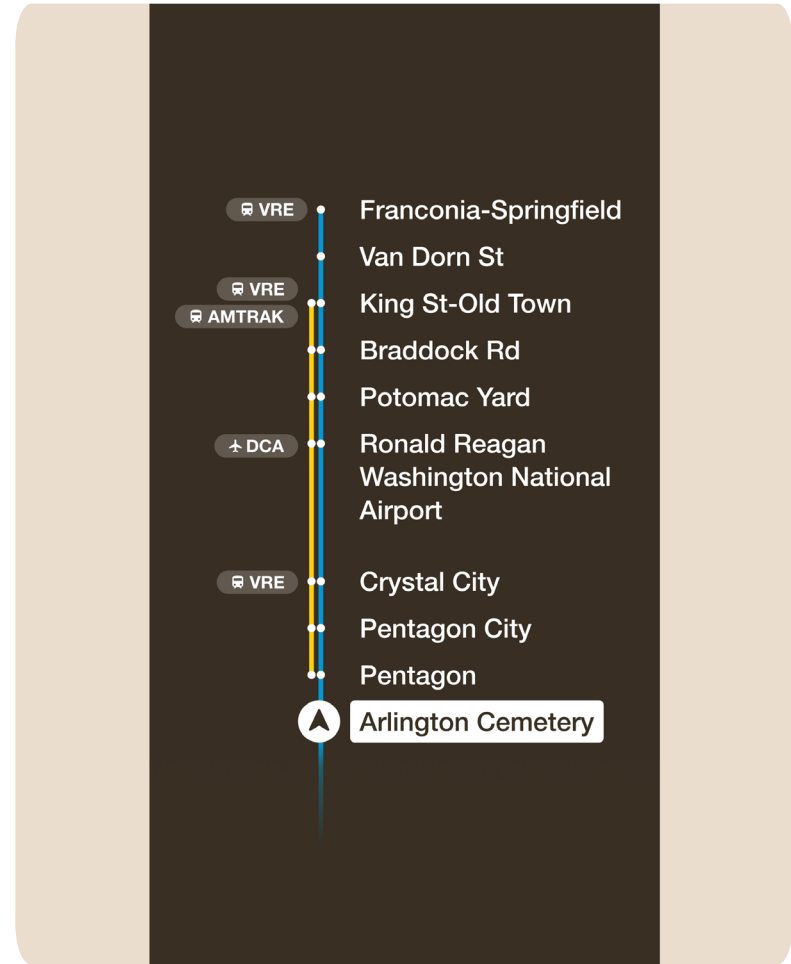 VRE Franconia-Springfield
Van Dorn St
VRE
AMTRAK
King St-Old Town
Braddock Rd
Potomac Yard
DCA Ronald Reagan
Washington National
Airport
VRE Crystal City
Pentagon City
Pentagon
Arlington Cemetery